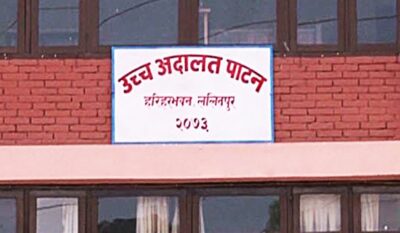 उच्च अदालत पाटन
हरिहरभवन, ललितपुर
२०७३